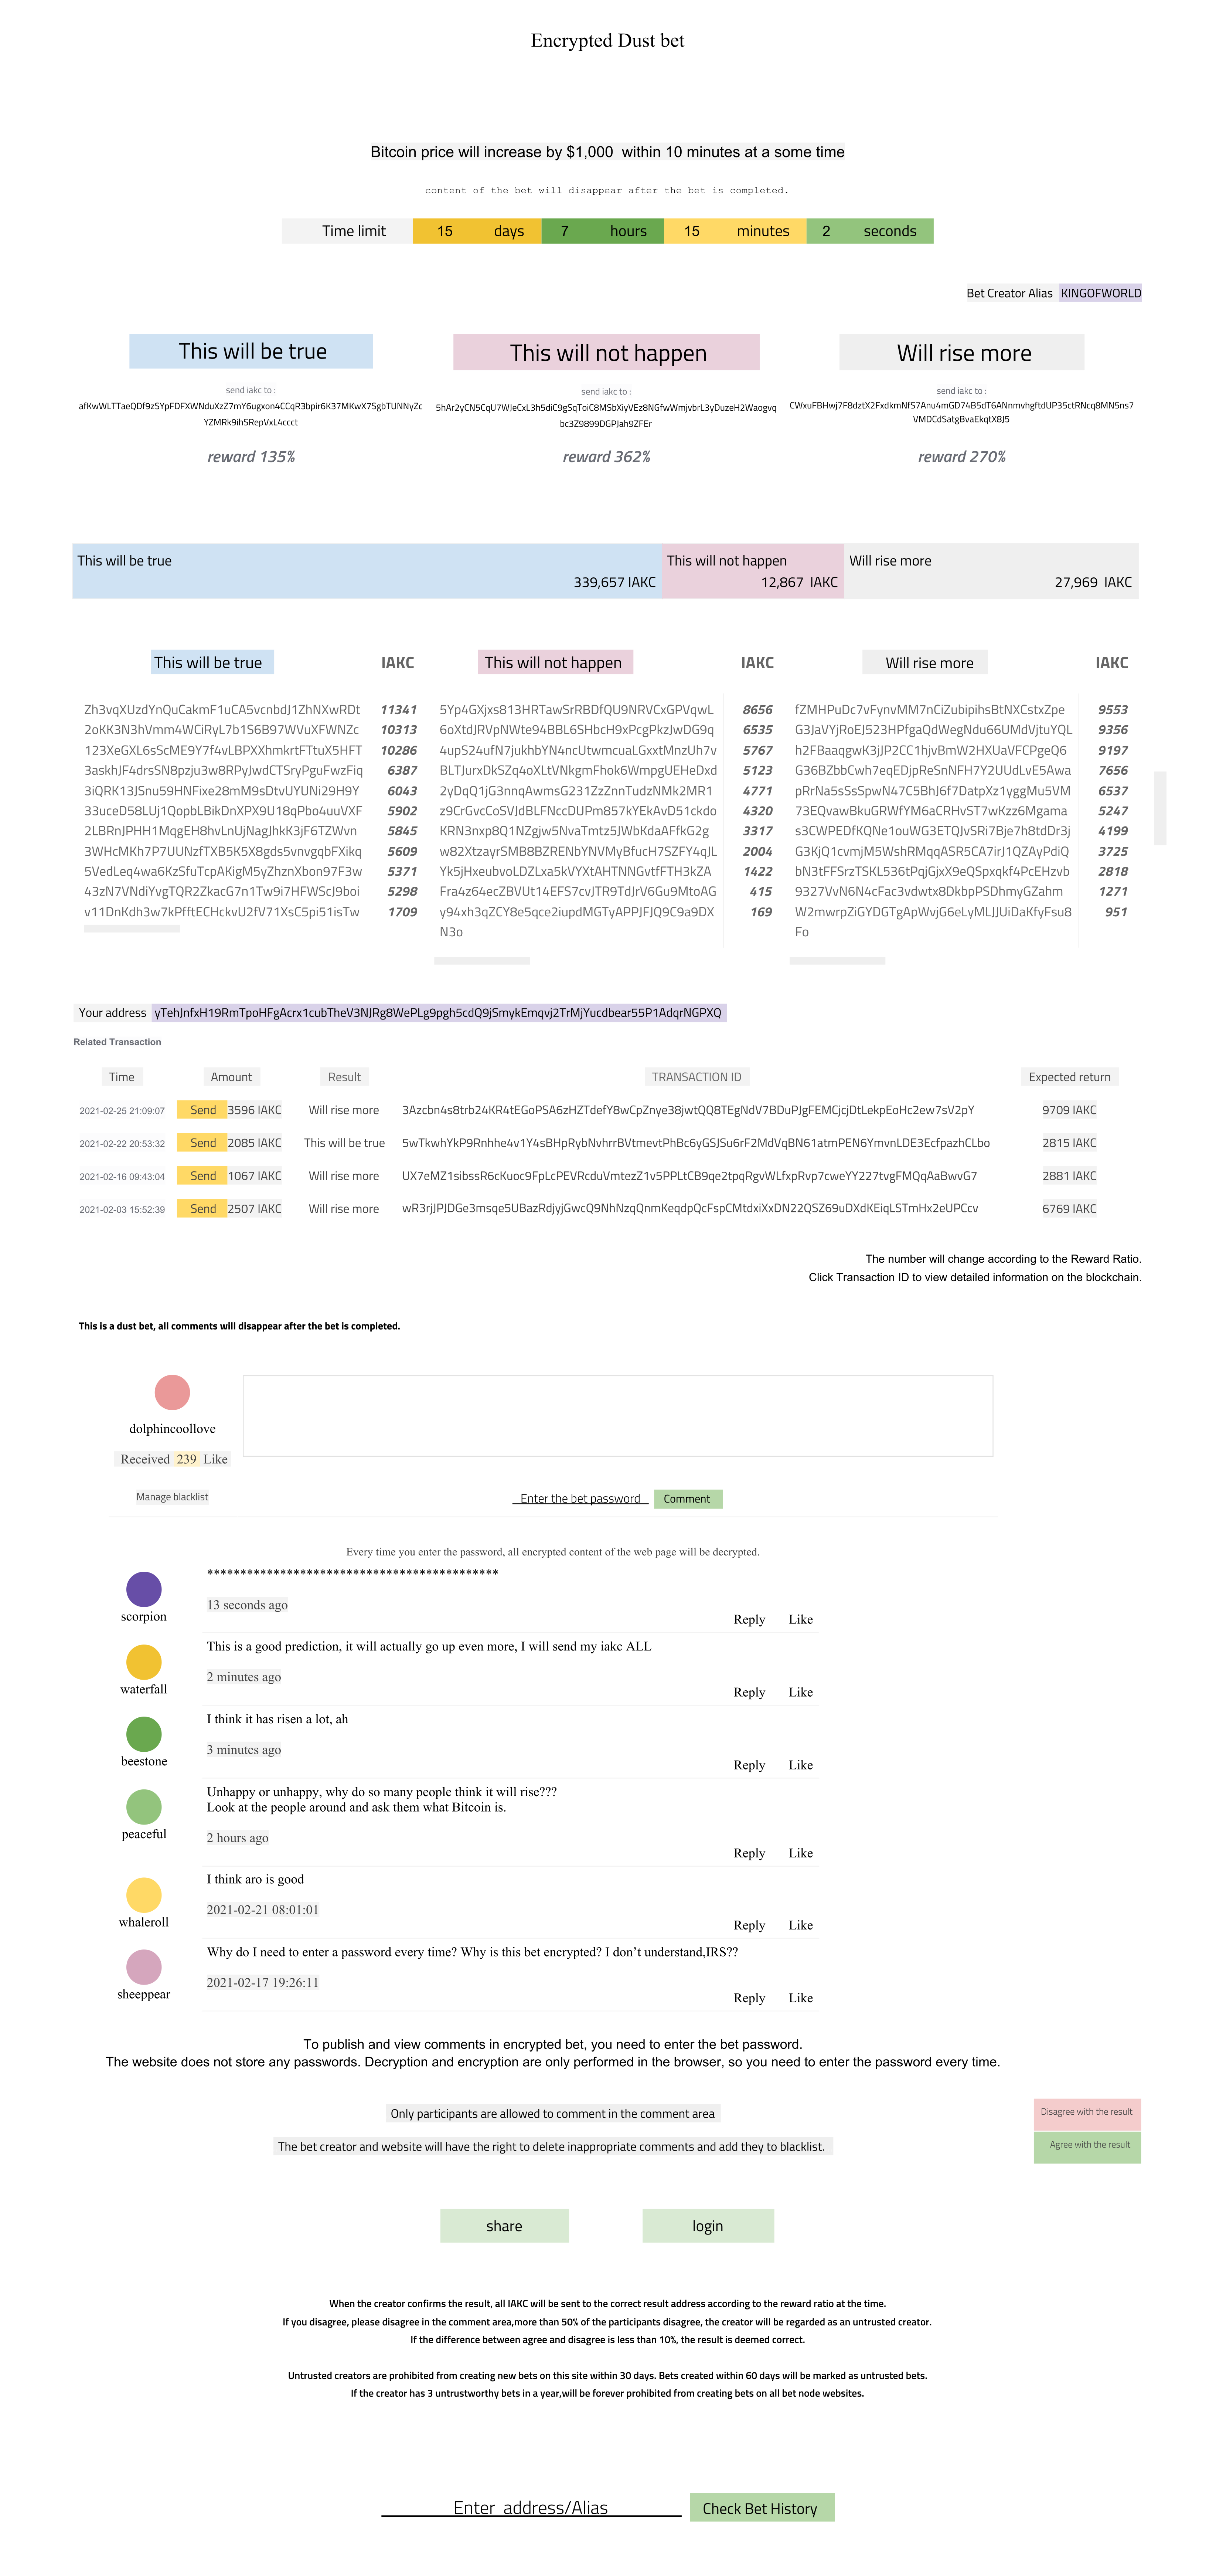 Encrypted Dust bet
Bitcoin price will increase by $1,000 within 10 minutes at a some time
content of the bet will disappear after the bet is completed.
Time limit 15 days 7 hours 15 minutes 2 seconds
Bet Creator Alias KINGOFWORLD
This will be true This will not happen Will rise more
send iakc to : send iakc to : send iakc to :
afKwWLTTaeQDf9zSYpFDFXWNduXzZ7mY6ugxon4CCqR3bpir6K37MKwX7SgbTUNNyZc 5hAr2yCN5CqU7WJeCxL3h5diC9gSqToiC8MSbXiyVEz8NGfwWmjvbrL3yDuzeH2Waogvq CWxuFBHwj7F8dztX2FxdkmNfS7Anu4mGD74B5dT6ANnmvhgftdUP35ctRNcq8MN5ns7
YZMRk9ihSRepVxL4ccct bc3Z9899DGPJah9ZFEr VMDCdSatgBvaEkqtX8J5
reward 135% reward 362% reward 270%
This will be true This will not happen Will rise more
339,657 IAKC 12,867 IAKC 27,969 IAKC
This will be true IAKC This will not happen IAKC Will rise more IAKC
Zh3vqXUzdYnQuCakmF1uCA5vcnbdJ1ZhNXwRDt 11341 5Yp4GXjxs813HRTawSrRBDfQU9NRVCxGPVqwL 8656 fZMHPuDc7vFynvMM7nCiZubipihsBtNXCstxZpe 9553
2oKK3N3hVmm4WCiRyL7b1S6B97WVuXFWNZc 10313 6oXtdJRVpNWte94BBL6SHbcH9xPcgPkzJwDG9q 6535 G3JaVYjRoEJ523HPfgaQdWegNdu66UMdVjtuYQL 9356
123XeGXL6sScME9Y7f4vLBPXXhmkrtFTtuX5HFT 10286 4upS24ufN7jukhbYN4ncUtwmcuaLGxxtMnzUh7v 5767 h2FBaaqgwK3jJP2CC1hjvBmW2HXUaVFCPgeQ6 9197
3askhJF4drsSN8pzju3w8RPyJwdCTSryPguFwzFiq 6387 BLTJurxDkSZq4oXLtVNkgmFhok6WmpgUEHeDxd 5123 G36BZbbCwh7eqEDjpReSnNFH7Y2UUdLvE5Awa 7656
3iQRK13JSnu59HNFixe28mM9sDtvUYUNi29H9Y 6043 2yDqQ1jG3nnqAwmsG231ZzZnnTudzNMk2MR1 4771 pRrNa5sSsSpwN47C5BhJ6f7DatpXz1yggMu5VM 6537
33uceD58LUj1QopbLBikDnXPX9U18qPbo4uuVXF 5902 z9CrGvcCoSVJdBLFNccDUPm857kYEkAvD51ckdo 4320 73EQvawBkuGRWfYM6aCRHvST7wKzz6Mgama 5247
2LBRnJPHH1MqgEH8hvLnUjNagJhkK3jF6TZWvn 5845 KRN3nxp8Q1NZgjw5NvaTmtz5JWbKdaAFfkG2g 3317 s3CWPEDfKQNe1ouWG3ETQJvSRi7Bje7h8tdDr3j 4199
3WHcMKh7P7UUNzfTXB5K5X8gds5vnvgqbFXikq 5609 w82XtzayrSMB8BZRENbYNVMyBfucH7SZFY4qJL 2004 G3KjQ1cvmjM5WshRMqqASR5CA7irJ1QZAyPdiQ 3725
5VedLeq4wa6KzSfuTcpAKigM5yZhznXbon97F3w 5371 Yk5jHxeubvoLDZLxa5kVYXtAHTNNGvtfFTH3kZA 1422 bN3tFFSrzTSKL536tPqjGjxX9eQSpxqkf4PcEHzvb 2818
43zN7VNdiYvgTQR2ZkacG7n1Tw9i7HFWScJ9boi 5298 Fra4z64ecZBVUt14EFS7cvJTR9TdJrV6Gu9MtoAG 415 9327VvN6N4cFac3vdwtx8DkbpPSDhmyGZahm 1271
v11DnKdh3w7kPfftECHckvU2fV71XsC5pi51isTw 1709 y94xh3qZCY8e5qce2iupdMGTyAPPJFJQ9C9a9DX 169 W2mwrpZiGYDGTgApWvjG6eLyMLJJUiDaKfyFsu8 951
N3o Fo
Your address yTehJnfxH19RmTpoHFgAcrx1cubTheV3NJRg8WePLg9pgh5cdQ9jSmykEmqvj2TrMjYucdbear55P1AdqrNGPXQ
Related Transaction
Time Amount Result TRANSACTION ID Expected return
2021-02-25 21:09:07 Send 3596 IAKC Will rise more 3Azcbn4s8trb24KR4tEGoPSA6zHZTdefY8wCpZnye38jwtQQ8TEgNdV7BDuPJgFEMCjcjDtLekpEoHc2ew7sV2pY 9709 IAKC
2021-02-22 20:53:32 Send 2085 IAKC This will be true 5wTkwhYkP9Rnhhe4v1Y4sBHpRybNvhrrBVtmevtPhBc6yGSJSu6rF2MdVqBN61atmPEN6YmvnLDE3EcfpazhCLbo 2815 IAKC
2021-02-16 09:43:04 Send 1067 IAKC Will rise more UX7eMZ1sibssR6cKuoc9FpLcPEVRcduVmtezZ1v5PPLtCB9qe2tpqRgvWLfxpRvp7cweYY227tvgFMQqAaBwvG7 2881 IAKC
2021-02-03 15:52:39 Send 2507 IAKC Will rise more wR3rjJPJDGe3msqe5UBazRdjyjGwcQ9NhNzqQnmKeqdpQcFspCMtdxiXxDN22QSZ69uDXdKEiqLSTmHx2eUPCcv 6769 IAKC
The number will change according to the Reward Ratio.
Click Transaction ID to view detailed information on the blockchain.
This is a dust bet, all comments will disappear after the bet is completed.
dolphincoollove
Received 239 Like
Manage blacklist Enter the bet password Comment
Every time you enter the password, all encrypted content of the web page will be decrypted.
********************************************
13 seconds ago
scorpion Reply Like
This is a good prediction, it will actually go up even more, I will send my iakc ALL
2 minutes ago
waterfall Reply Like
I think it has risen a lot, ah
3 minutes ago
beestone Reply Like
Unhappy or unhappy, why do so many people think it will rise???
Look at the people around and ask them what Bitcoin is.
peaceful
2 hours ago
Reply Like
I think aro is good
2021-02-21 08:01:01
whaleroll Reply Like
Why do I need to enter a password every time? Why is this bet encrypted? I don’t understand,IRS??
2021-02-17 19:26:11
sheeppear Reply Like
To publish and view comments in encrypted bet, you need to enter the bet password.
The website does not store any passwords. Decryption and encryption are only performed in the browser, so you need to enter the password every time.
Only participants are allowed to comment in the comment area
Disagree with the result
The bet creator and website will have the right to delete inappropriate comments and add they to blacklist.
Agree with the result
share login
When the creator confirms the result, all IAKC will be sent to the correct result address according to the reward ratio at the time.
If you disagree, please disagree in the comment area,more than 50% of the participants disagree, the creator will be regarded as an untrusted creator.
If the difference between agree and disagree is less than 10%, the result is deemed correct.
Untrusted creators are prohibited from creating new bets on this site within 30 days. Bets created within 60 days will be marked as untrusted bets.
If the creator has 3 untrustworthy bets in a year,will be forever prohibited from creating bets on all bet node websites.
Enter address/Alias Check Bet History